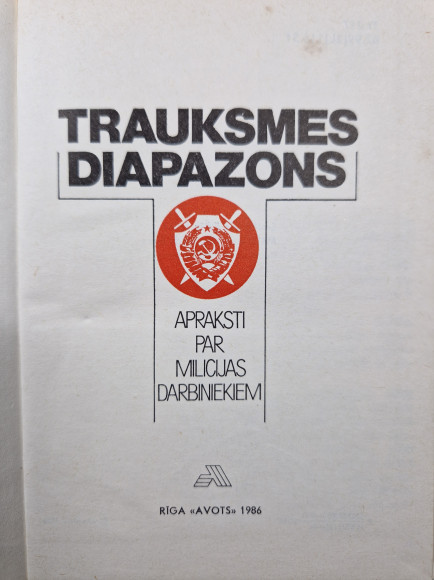 TRAUKSMES
DIAPAZONS
APRAKSTI
PAR
MILICIJAS
DARBINIEKIEM
RĪGA «AVOTS» 1986